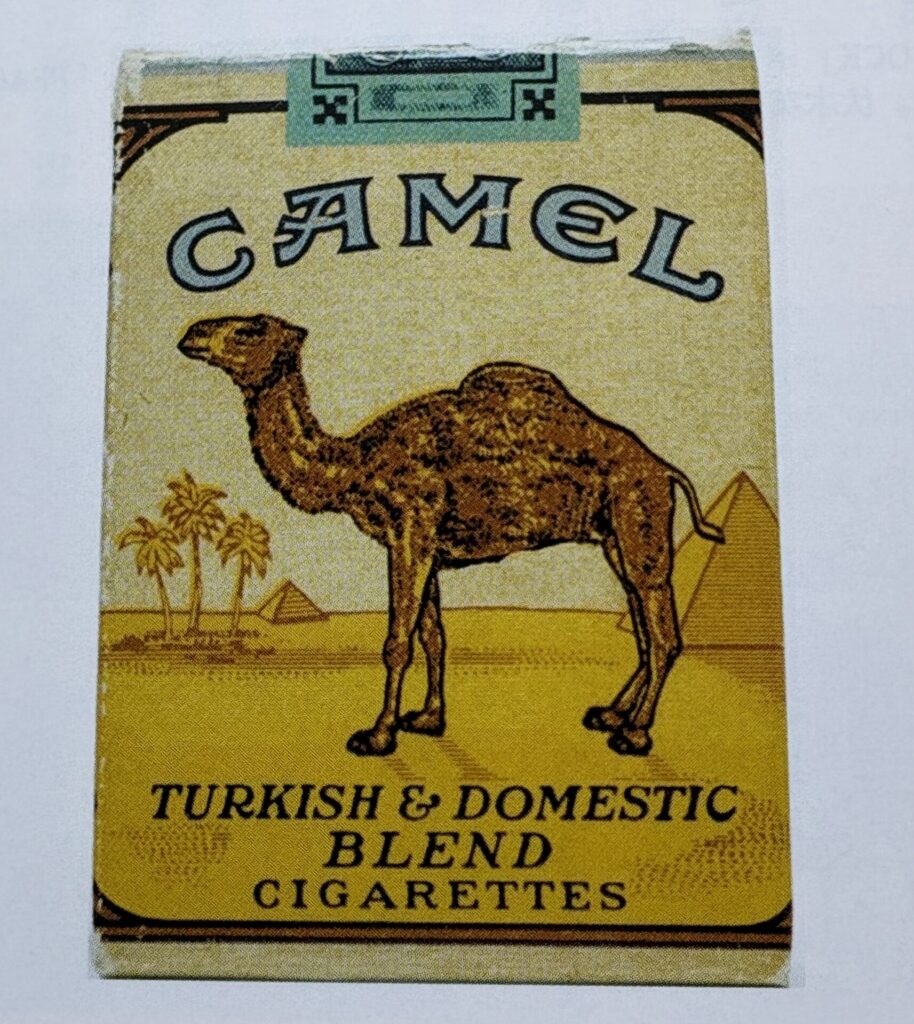 CAMEL
TURKISH & DOMESTIC
BLEND
CIGARETTES